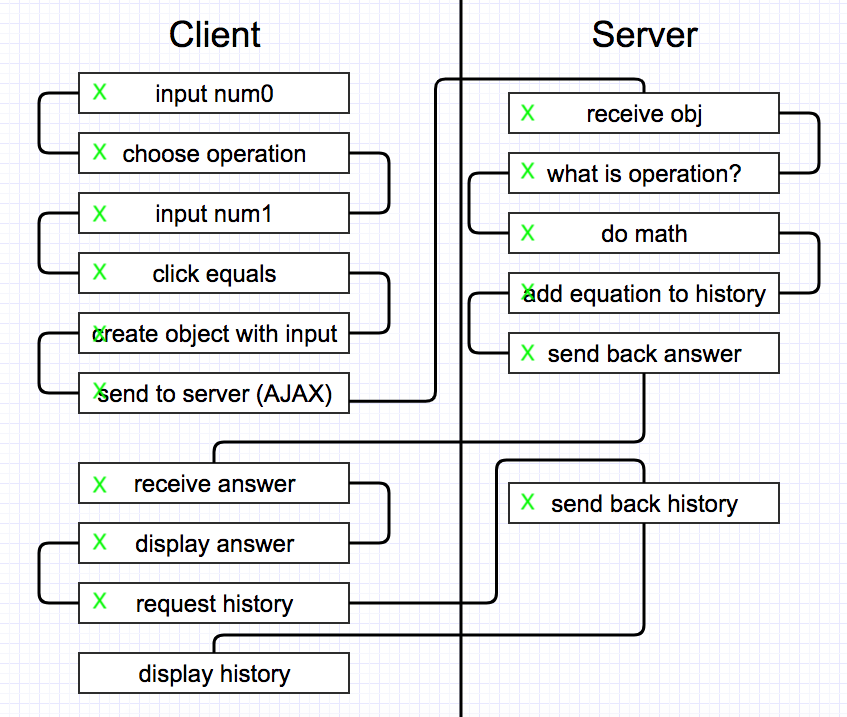 Client
X input num0
X choose operation
X input num1
X click equals
X create object with input
X send to server (AJAX)
X receive answer
X display answer
X request history
display history
Server
X receive obj
X what is operation?
X do math
X add equation to history
X send back answer
X send back history